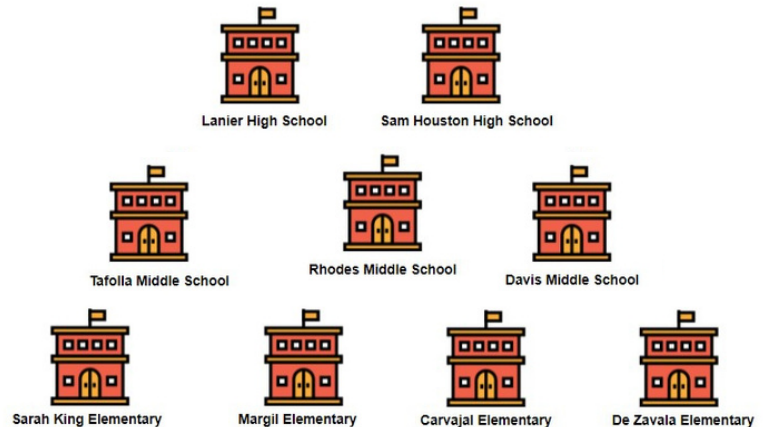 Lanier High School
Sam Houston High School
Tafolla Middle School
Rhodes Middle School
Davis Middle School
Sarah King Elementary
Margil Elementary
Carvajal Elementary
De Zavala Elementary